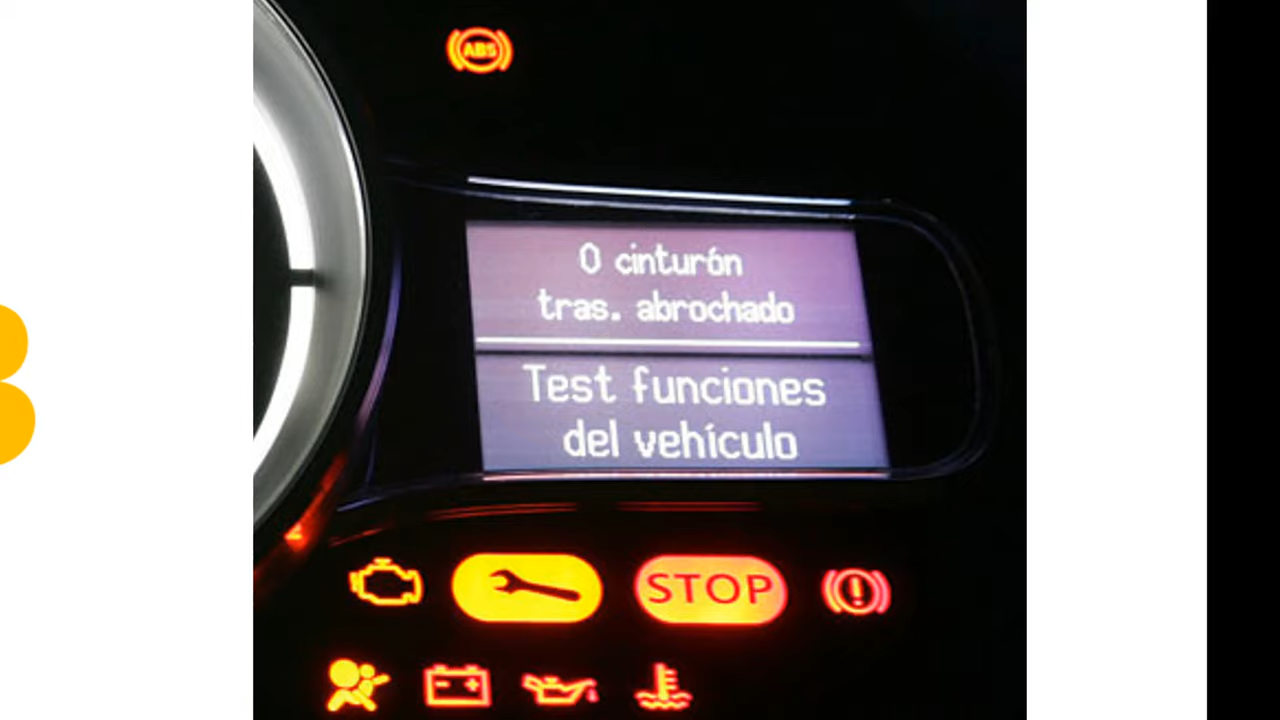 ABS
0 cinturón
tras. abrochado
Test funciones
del vehículo
STOP